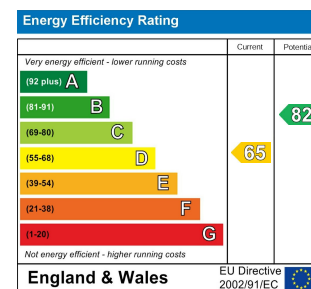 Energy Efficiency Rating
Current Potentia
Very energy efficient - lower running costs
(92 plus) A
(81-91) B
82
(69-80) C
(55-68) D
65
(39-54) E
(21-38) F
(1-20) G
Not energy efficient - higher running costs
England & Wales
EU Directive
2002/91/EC